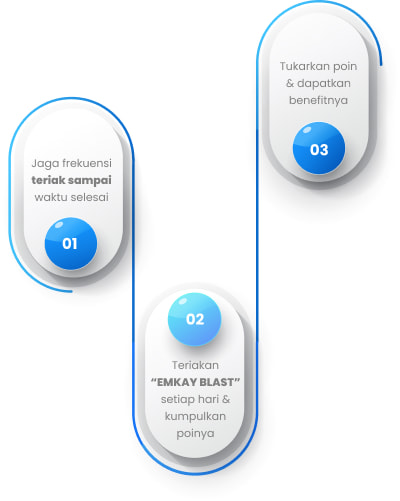 Jaga frekuensi
teriak sampai
waktu selesai
01
02
Teriakan
“EMKAY BLAST”
setiap hari &
kumpulkan
poinya
Tukarkan poin
& dapatkan
benefitnya
03